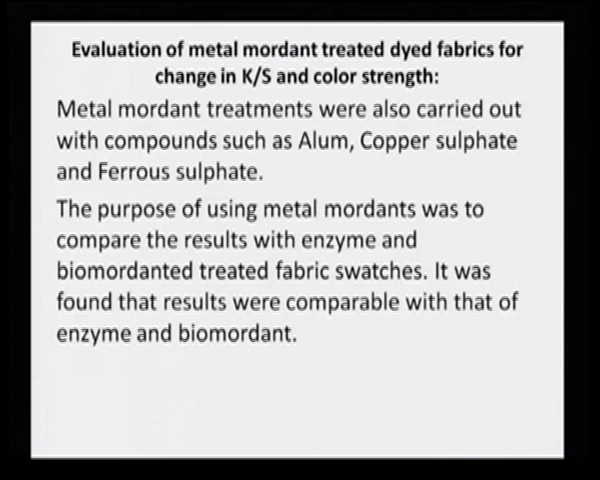 Evaluation of metal mordant treated dyed fabrics for
change in K/S and color strength:
Metal mordant treatments were also carried out
with compounds such as Alum, Copper sulphate
and Ferrous sulphate.
The purpose of using metal mordants was to
compare the results with enzyme and
biomordanted treated fabric swatches. It was
found that results were comparable with that of
enzyme and biomordant.